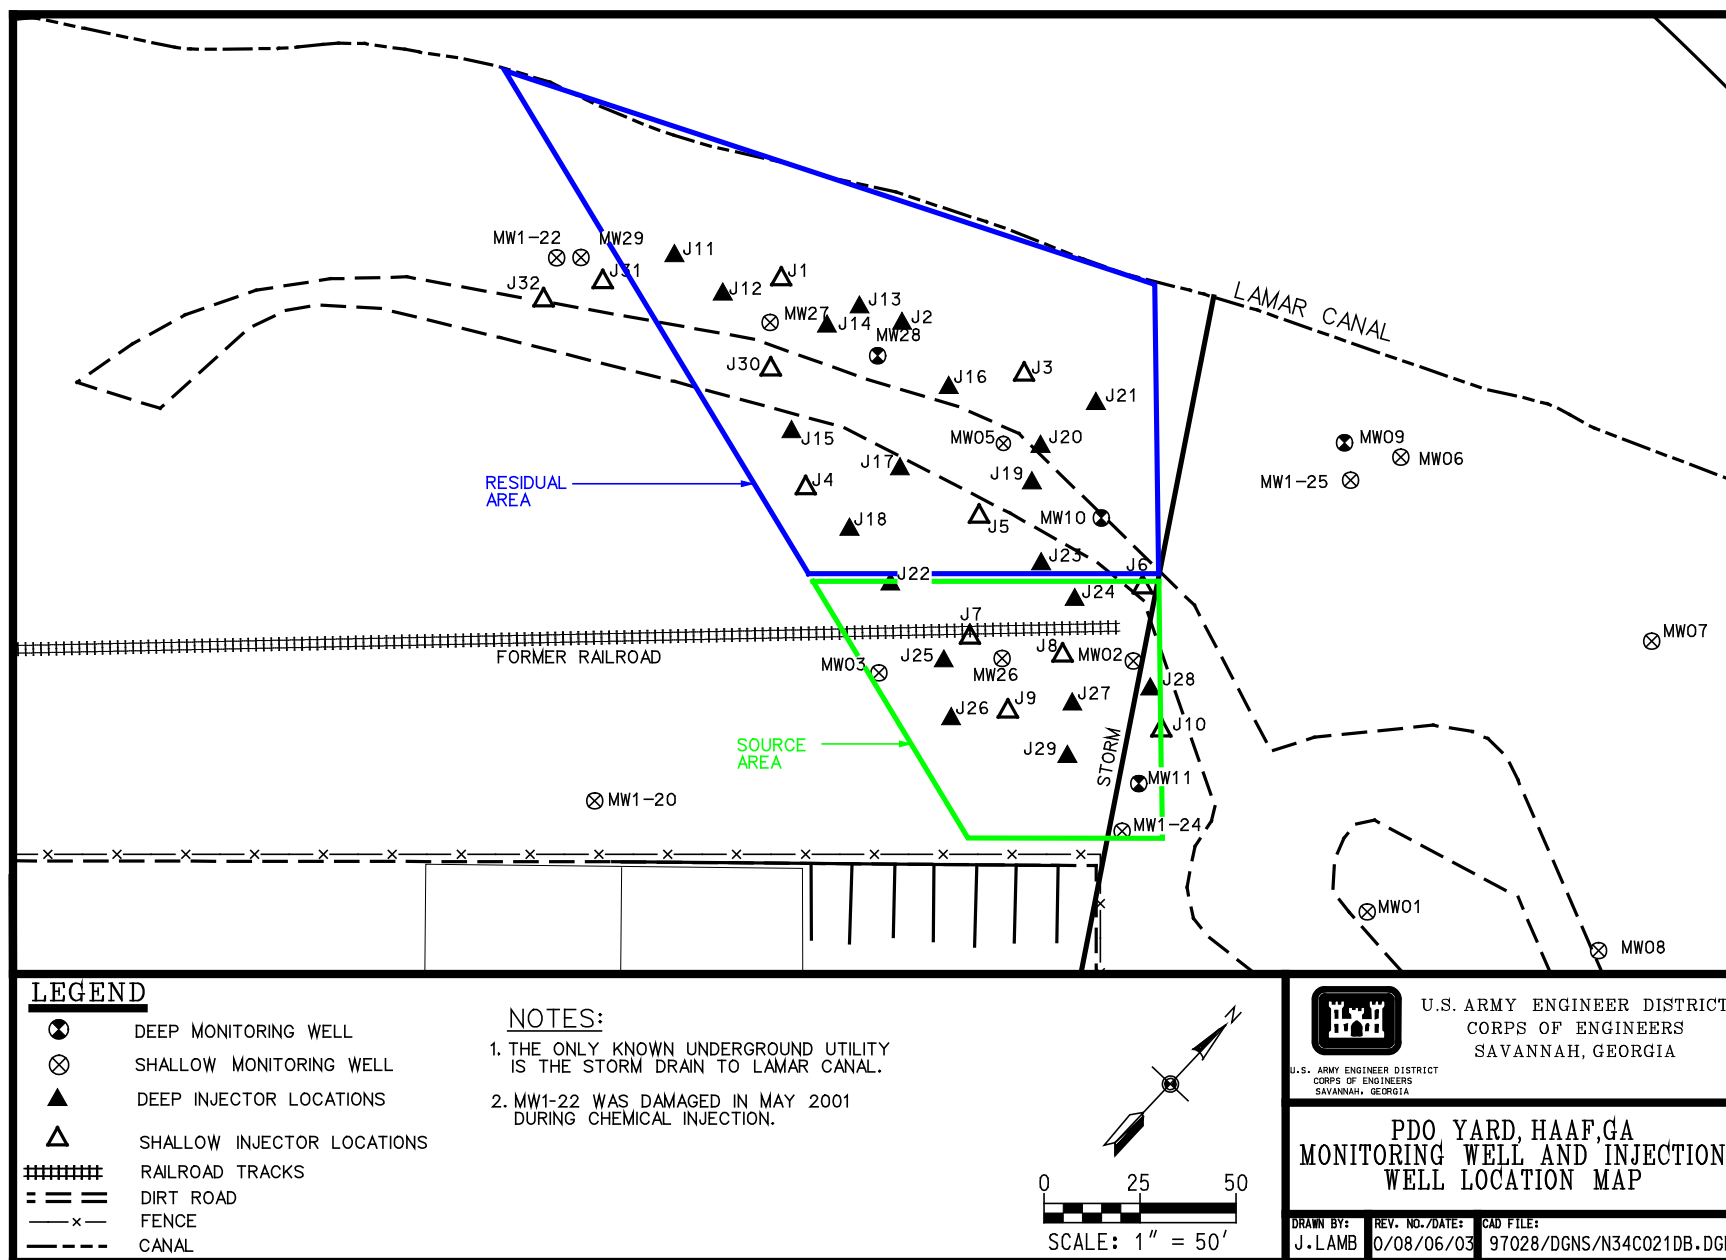 MW1-22
MW29
J11
J31
J32
J12
J1
MW27
J13
J14
J2
MW28
J30
J3
J16
J21
LAMAR CANAL
J15
MW05
J20
J17
J19
J4
J18
J5
MW10
RESIDUAL
AREA
MW09
MW06
MW1-25
J23
J22
J6
J24
J7
FORMER RAILROAD
MW03
J25
MW26
J8
MW02
MW07
J28
J26
J9
J27
J10
SOURCE
AREA
J29
STORM
MW11
MW1-20
MW1-24
MW01
MW08
LEGEND
DEEP MONITORING WELL
SHALLOW MONITORING WELL
DEEP INJECTOR LOCATIONS
SHALLOW INJECTOR LOCATIONS
RAILROAD TRACKS
DIRT ROAD
FENCE
CANAL
NOTES:
1. THE ONLY KNOWN UNDERGROUND UTILITY
IS THE STORM DRAIN TO LAMAR CANAL.
2. MW1-22 WAS DAMAGED IN MAY 2001
DURING CHEMICAL INJECTION.
N
0 25 50
SCALE: 1" = 50'
U.S. ARMY ENGINEER DISTRICT
CORPS OF ENGINEERS
SAVANNAH, GEORGIA
U.S. ARMY ENGINEER DISTRICT
CORPS OF ENGINEERS
SAVANNAH, GEORGIA
PDO YARD, HAAF,GA
MONITORING WELL AND INJECTION
WELL LOCATION MAP
DRAWN BY:
J.LAMB
REV. NO./DATE:
0/08/06/03
CAD FILE:
97028/DGNS/N34C021DB.DG